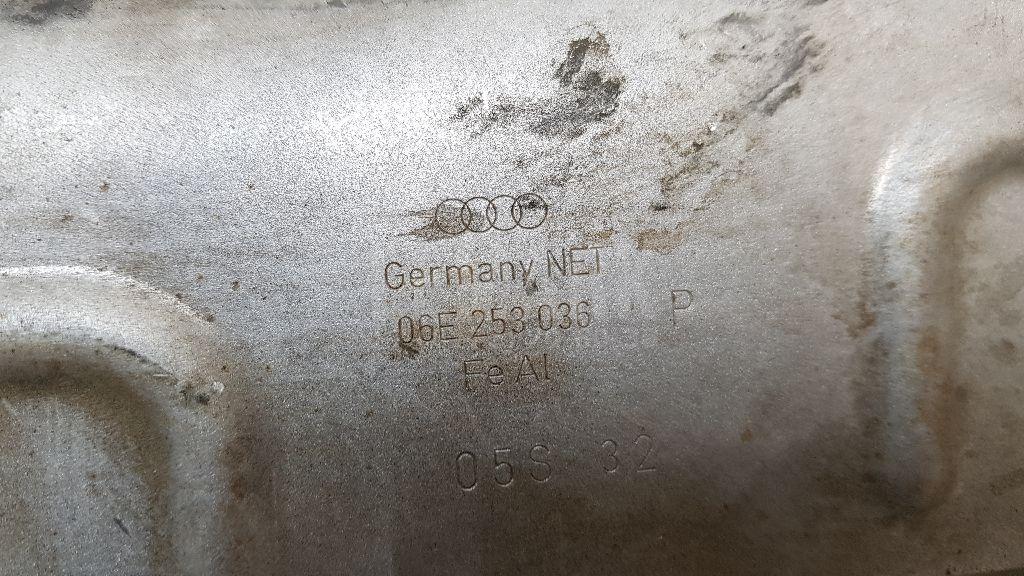 Germany NET
06E 253 036 P
Fe Al
05S 32